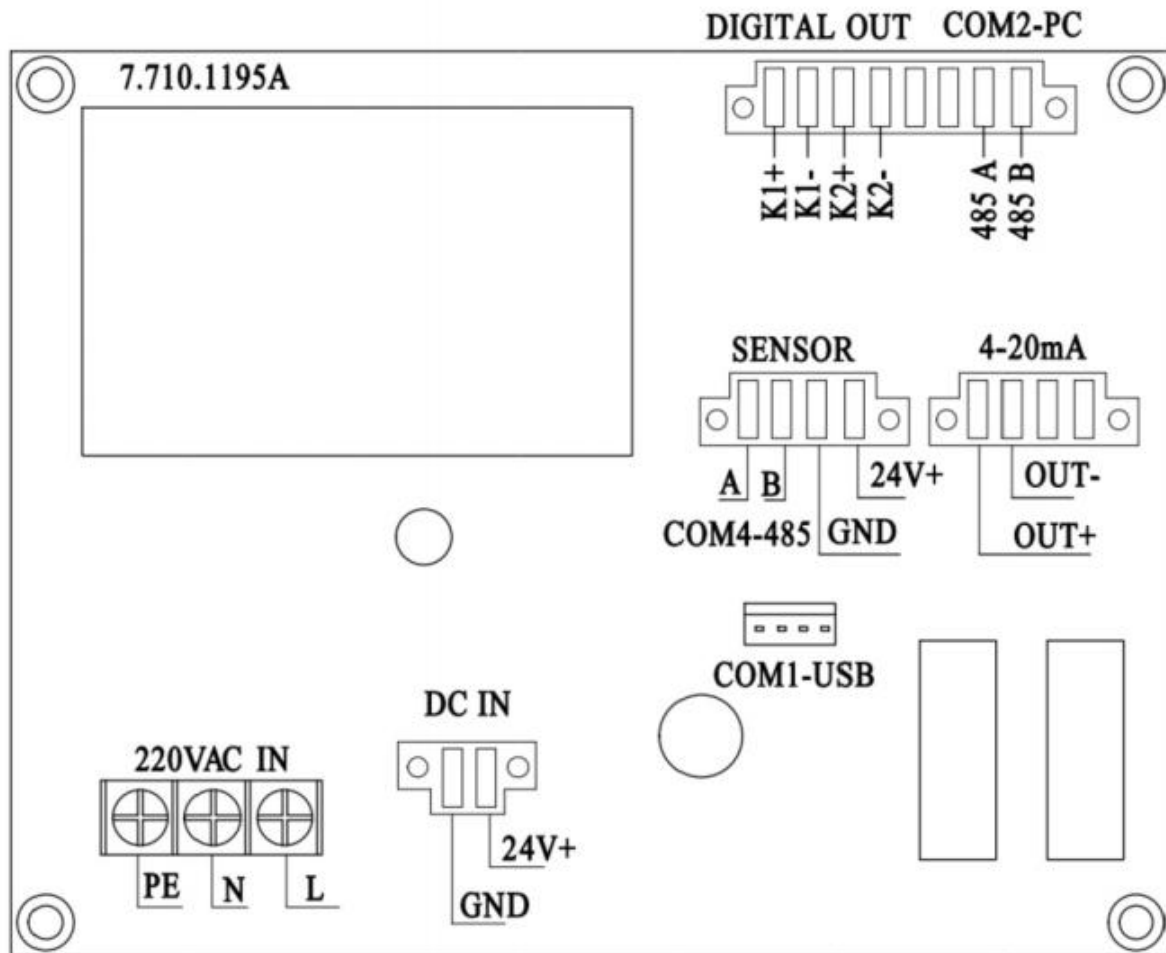 DIGITAL OUT COM2-PC
7.710.1195A
K1+
K1-
K2+
K2-
485 A
485 B
SENSOR
4-20mA
A B
24V+
OUT-
COM4-485
GND
OUT+
COM1-USB
DC IN
220VAC IN
24V+
PE
N
L
GND